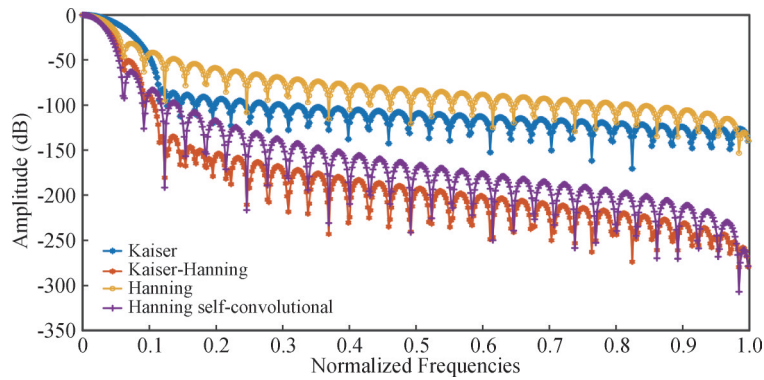 0
-50
-100
-150
-200
-250
-300
-350
Amplitude (dB)
Kaiser
Kaiser-Hanning
Hanning
Hanning self-convolutional
0 0.1 0.2 0.3 0.4 0.5 0.6 0.7 0.8 0.9 1.0
Normalized Frequencies